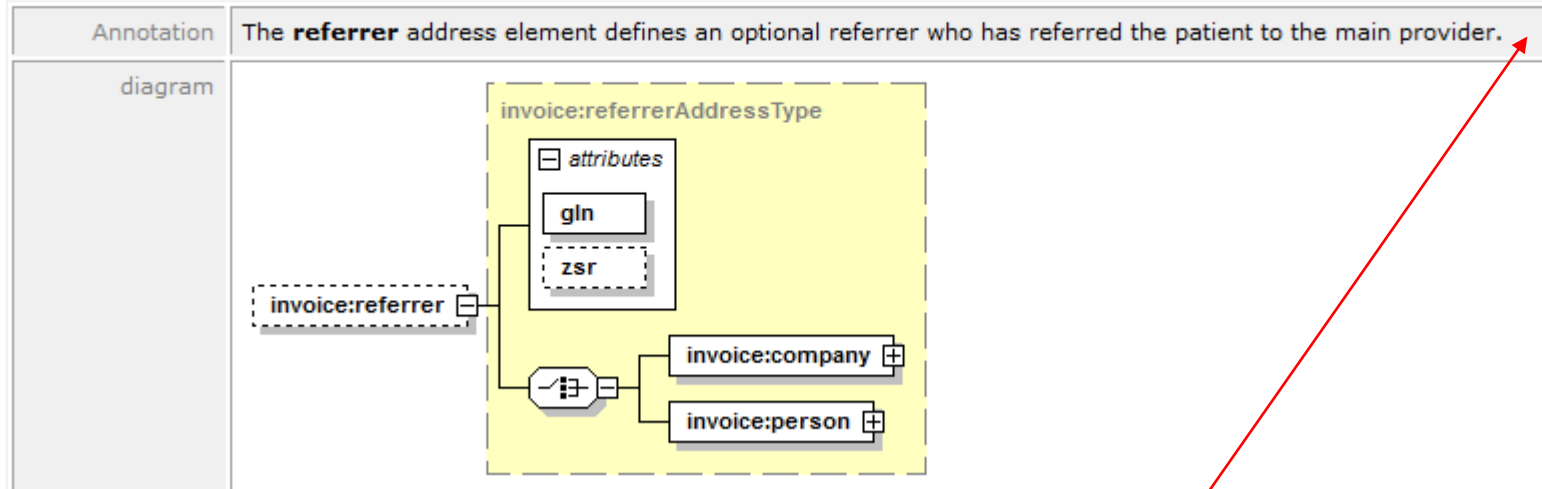 Annotation The referrer address element defines an optional referrer who has referred the patient to the main provider.
diagram
invoice:referrerAddressType
attributes
gln
zsr
invoice:referrer
invoice:company
invoice:person